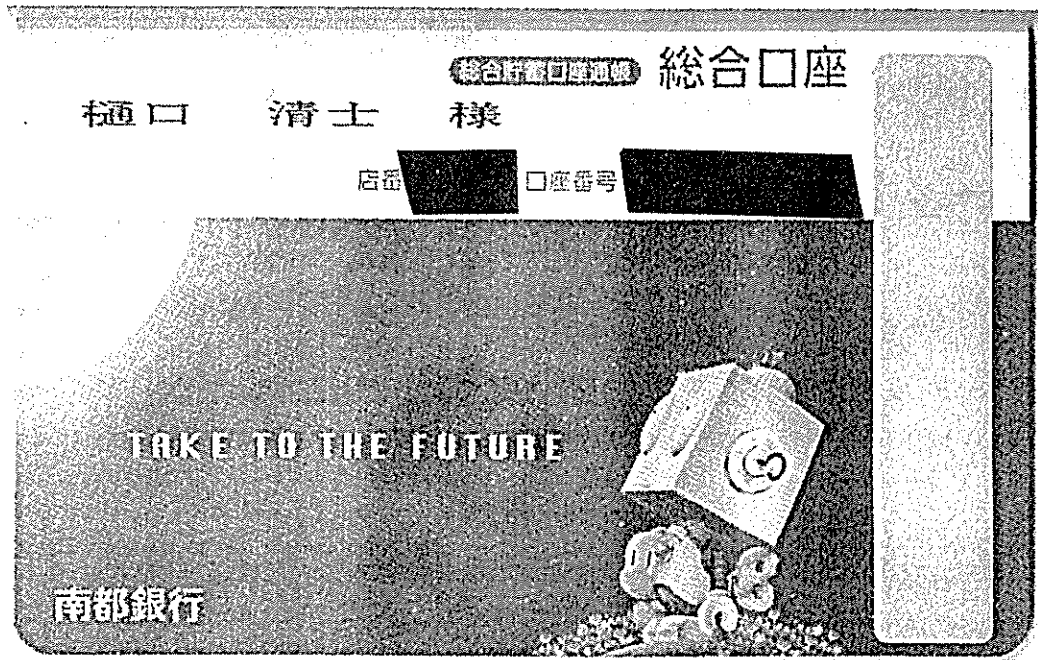 総合貯蓄口座通帳 総合口座
樋口 清士 様
店番 口座番号
TAKE TO THE FUTURE
南都銀行